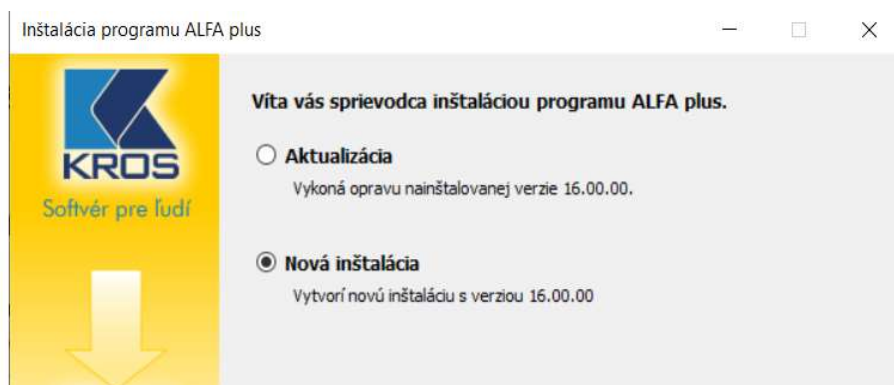 Inštalácia programu ALFA plus
KROS
Softvér pre ľudí
Víta vás sprievodca inštaláciou programu ALFA plus.
Aktualizácia
Vykoná opravu nainštalovanej verzie 16.00.00.
Nová inštalácia
Vytvorí novú inštaláciu s verziou 16.00.00